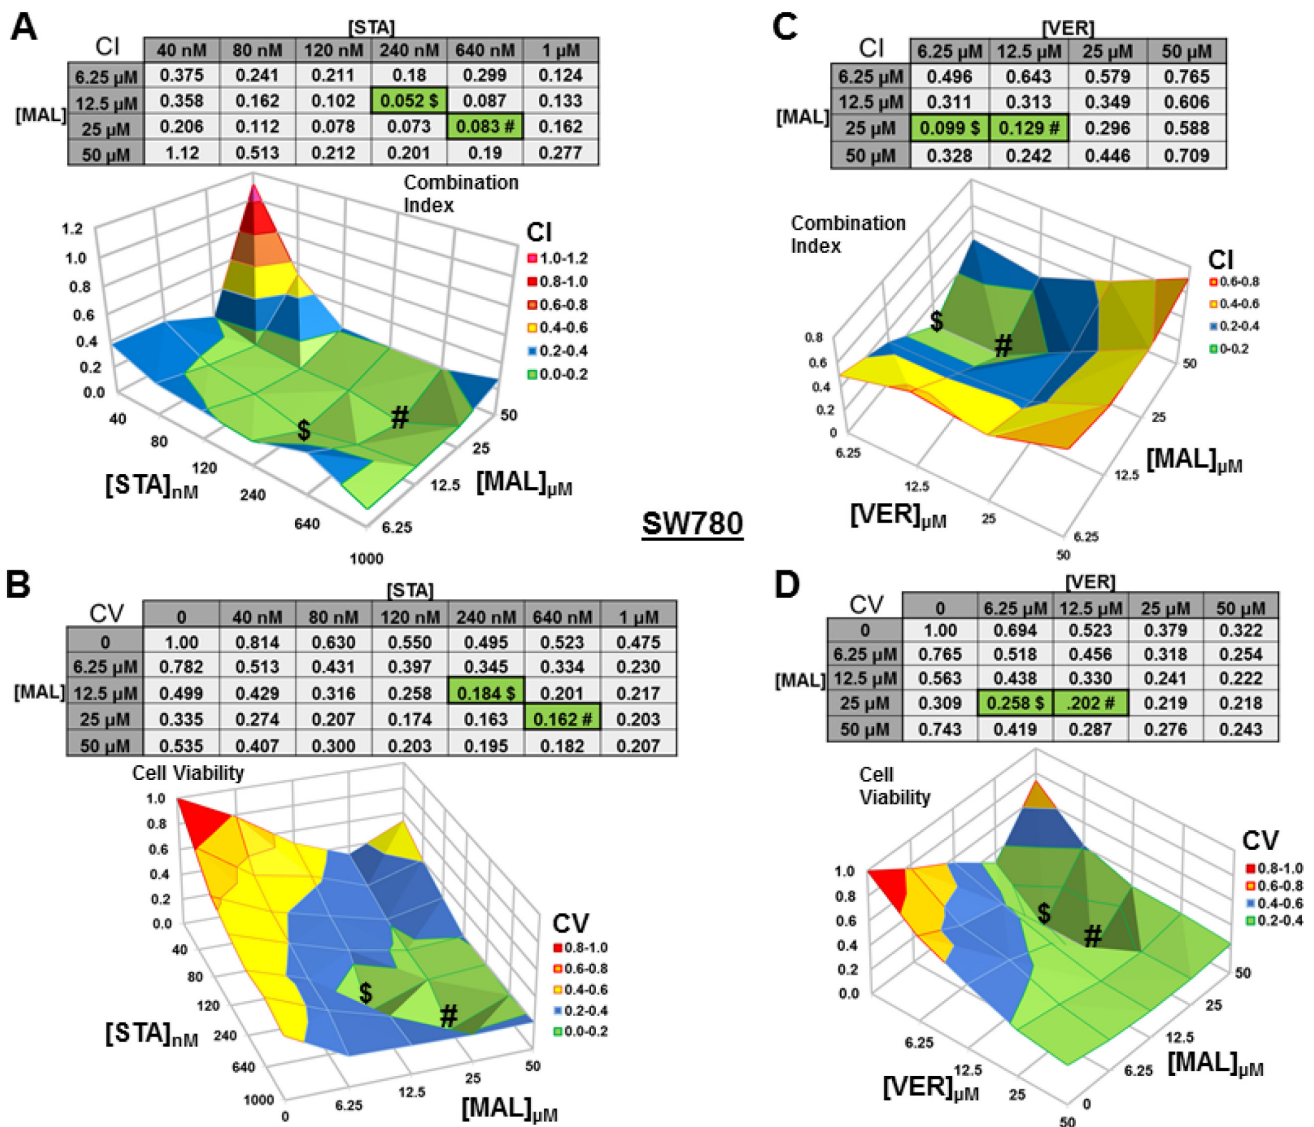 A
[STA]
CI 40 nM 80 nM 120 nM 240 nM 640 nM 1 µM
6.25 µM 0.375 0.241 0.211 0.18 0.299 0.124
[MAL] 12.5 µM 0.358 0.162 0.102 0.052 $ 0.087 0.133
25 µM 0.206 0.112 0.078 0.073 0.083 # 0.162
50 µM 1.12 0.513 0.212 0.201 0.19 0.277
Combination
Index
CI
1.0-1.2
0.8-1.0
0.6-0.8
0.4-0.6
0.2-0.4
0.0-0.2
1.2
1.0
0.8
0.6
0.4
0.2
0.0
$
#
40
80
120
240
640
1000
[STA]nM
50
25
12.5
6.25
[MAL]µM
C
[VER]
CI 6.25 µM 12.5 µM 25 µM 50 µM
6.25 µM 0.496 0.643 0.579 0.765
[MAL] 12.5 µM 0.311 0.313 0.349 0.606
25 µM 0.099 $ 0.129 # 0.296 0.588
50 µM 0.328 0.242 0.446 0.709
Combination
Index
CI
0.6-0.8
0.4-0.6
0.2-0.4
0-0.2
$
#
0.8
0.6
0.4
0.2
0
6.25
12.5
25
50
[VER]µM
50
25
12.5
6.25
[MAL]µM
SW780
B
[STA]
CV 0 40 nM 80 nM 120 nM 240 nM 640 nM 1 µM
0 1.00 0.814 0.630 0.550 0.495 0.523 0.475
6.25 µM 0.782 0.513 0.431 0.397 0.345 0.334 0.230
[MAL] 12.5 µM 0.499 0.429 0.316 0.258 0.184 $ 0.201 0.217
25 µM 0.335 0.274 0.207 0.174 0.163 0.162 # 0.203
50 µM 0.535 0.407 0.300 0.203 0.195 0.182 0.207
Cell Viability
1.0
0.8
0.6
0.4
0.2
0.0
CV
0.8-1.0
0.6-0.8
0.4-0.6
0.2-0.4
0.0-0.2
$
#
40
80
120
240
640
1000
[STA]nM
0
6.25
12.5
25
50
[MAL]µM
D
[VER]
CV 0 6.25 µM 12.5 µM 25 µM 50 µM
0 1.00 0.694 0.523 0.379 0.322
6.25 µM 0.765 0.518 0.456 0.318 0.254
[MAL] 12.5 µM 0.563 0.438 0.330 0.241 0.222
25 µM 0.309 0.258 $ .202 # 0.219 0.218
50 µM 0.743 0.419 0.287 0.276 0.243
Cell
Viability
CV
0.8-1.0
0.6-0.8
0.4-0.6
0.2-0.4
1.0
0.8
0.6
0.4
0.2
0.0
$
#
6.25
12.5
25
50
[VER]µM
50
25
12.5
6.25
0
[MAL]µM